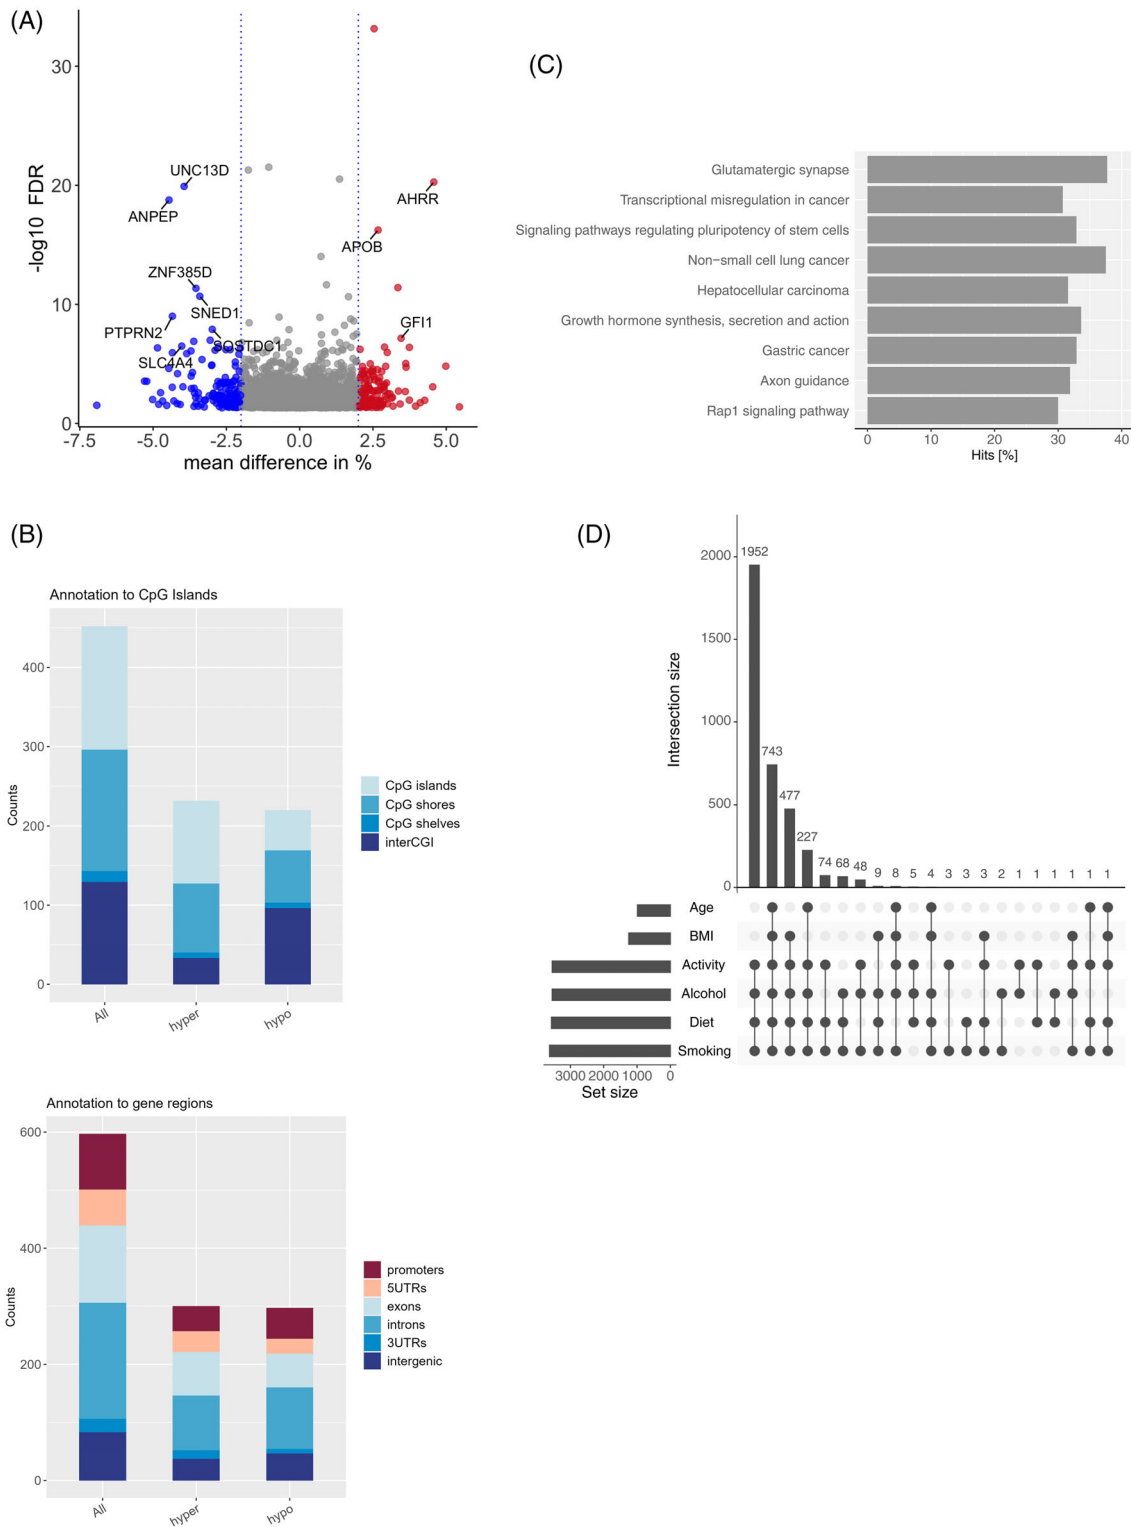 (A)
30
20
10
0
-log10 FDR
UNC13D
ANPEP
ZNF385D
SNED1
PTPRN2
SOSTDC1
SLC4A4
AHRR
APOB
GFI1
-7.5 -5.0 -2.5 0.0 2.5 5.0
mean difference in %
(C)
Glutamatergic synapse
Transcriptional misregulation in cancer
Signaling pathways regulating pluripotency of stem cells
Non−small cell lung cancer
Hepatocellular carcinoma
Growth hormone synthesis, secretion and action
Gastric cancer
Axon guidance
Rap1 signaling pathway
0 10 20 30 40
Hits [%]
(B)
Annotation to CpG Islands
400
300
200
100
0
Counts
All hyper hypo
CpG islands
CpG shores
CpG shelves
interCGI
Annotation to gene regions
600
400
200
0
Counts
All hyper hypo
promoters
5UTRs
exons
introns
3UTRs
intergenic
(D)
2000
1500
1000
500
0
Intersection size
1952 743 477 227 74 68 48 9 8 5 4 3 3 3 2 1 1 1 1 1 1
Age
BMI
Activity
Alcohol
Diet
Smoking
3000 2000 1000 0
Set size